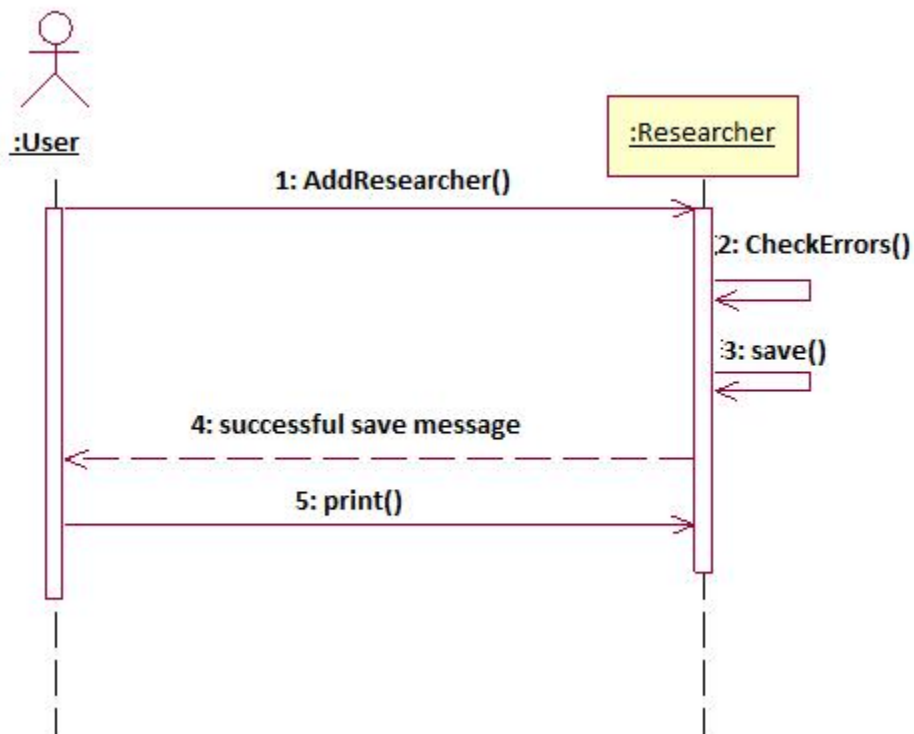 :User
:Researcher
1: AddResearcher()
2: CheckErrors()
3: save()
4: successful save message
5: print()